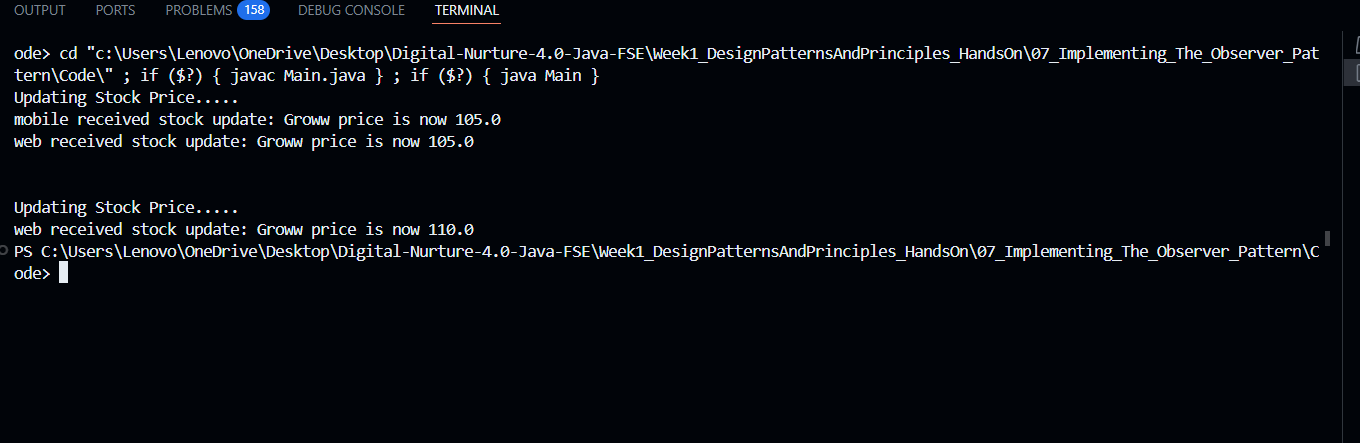 OUTPUT PORTS PROBLEMS 158 DEBUG CONSOLE TERMINAL
ode> cd "c:\Users\Lenovo\OneDrive\Desktop\Digital-Nurture-4.0-Java-FSE\Week1_DesignPatternsAndPrinciples_HandsOn\07_Implementing_The_Observer_Pat
tern\Code\" ; if ($?) { javac Main.java } ; if ($?) { java Main }
Updating Stock Price.....
mobile received stock update: Groww price is now 105.0
web received stock update: Groww price is now 105.0
Updating Stock Price.....
web received stock update: Groww price is now 110.0
PS C:\Users\Lenovo\OneDrive\Desktop\Digital-Nurture-4.0-Java-FSE\Week1_DesignPatternsAndPrinciples_HandsOn\07_Implementing_The_Observer_Pattern\C
ode>